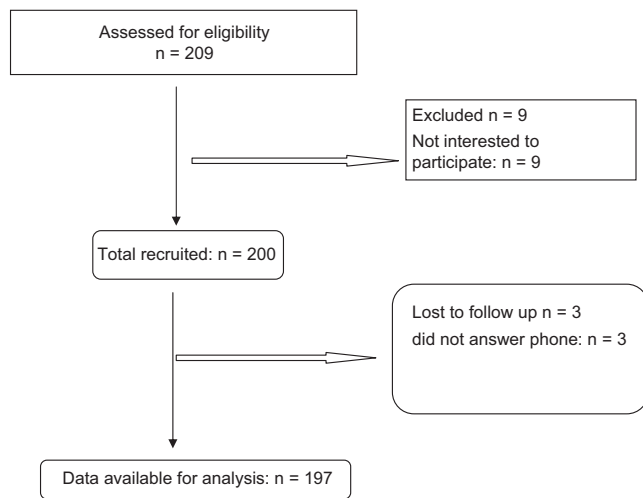 Assessed for eligibility
n = 209
Excluded n = 9
Not interested to
participate: n = 9
Total recruited: n = 200
Lost to follow up n = 3
did not answer phone: n = 3
Data available for analysis: n = 197